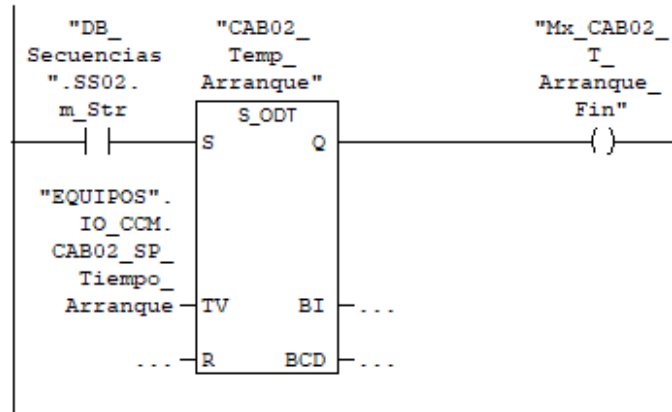 "DB_
Secuencias
".SS02.
m_Str
"CAB02_
Temp_
Arranque"
"Mx_CAB02_
T_
Arranque_
Fin"
S_ODT
S Q
"EQUIPOS".
IO_CCM.
CAB02_SP_
Tiempo_
Arranque TV BI ...
... R BCD ...